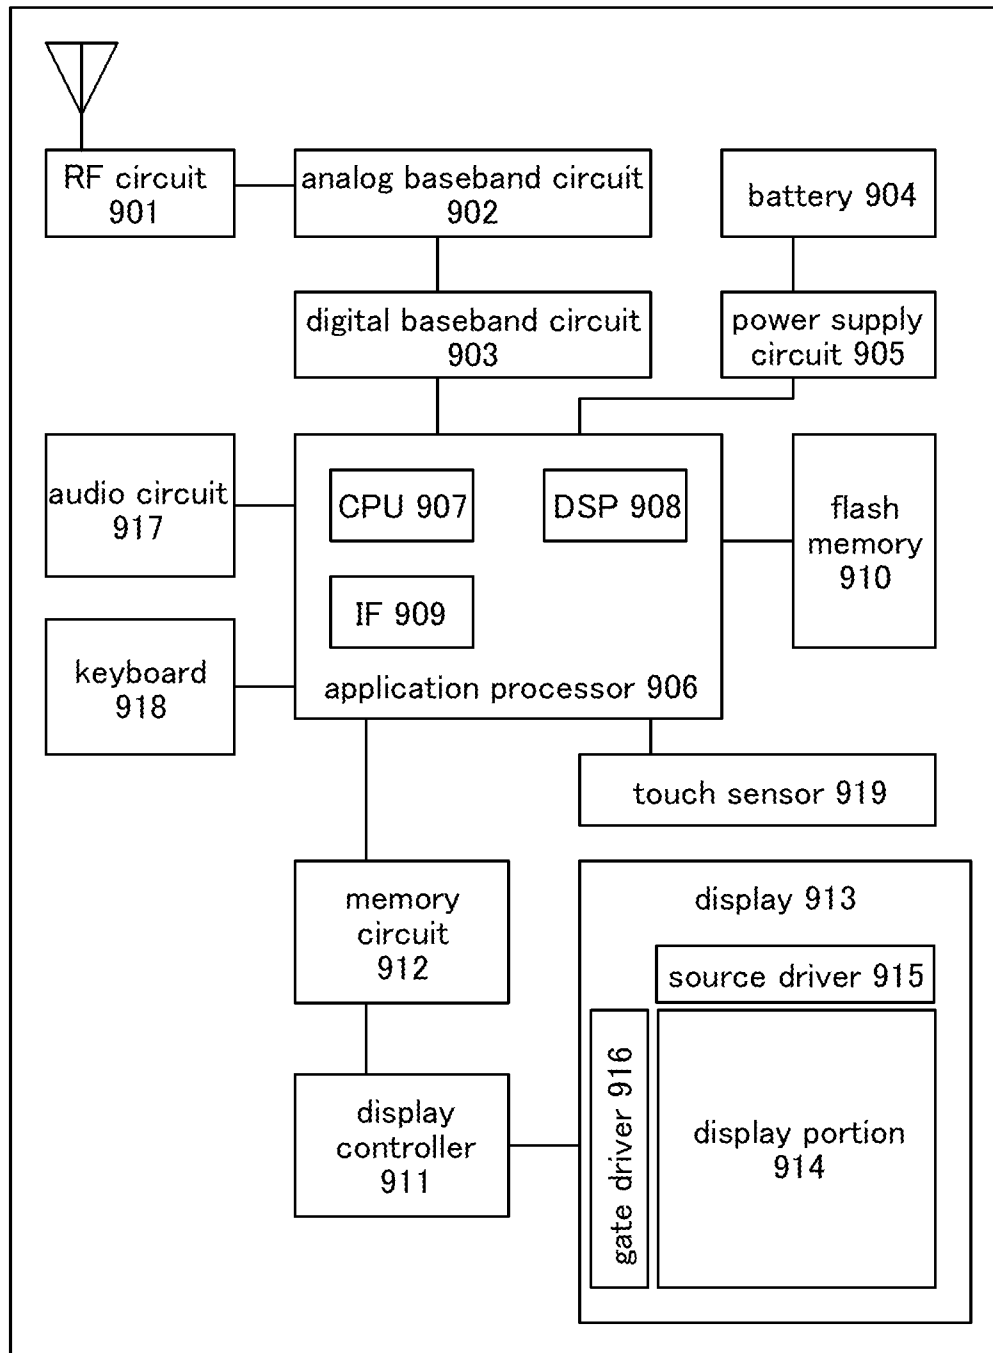 RF circuit
901
analog baseband circuit
902
battery 904
digital baseband circuit
903
power supply
circuit 905
audio circuit
917
CPU 907
DSP 908
flash
memory
910
IF 909
keyboard
918
application processor 906
touch sensor 919
memory
circuit
912
display 913
source driver 915
gate driver 916
display portion
914
display
controller
911